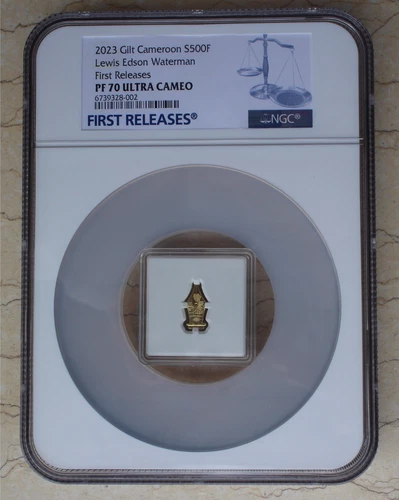 2023 Gilt Cameroon S500F
Lewis Edson Waterman
First Releases
PF 70 ULTRA CAMEO
6739328-002
FIRST RELEASES®
NGC®